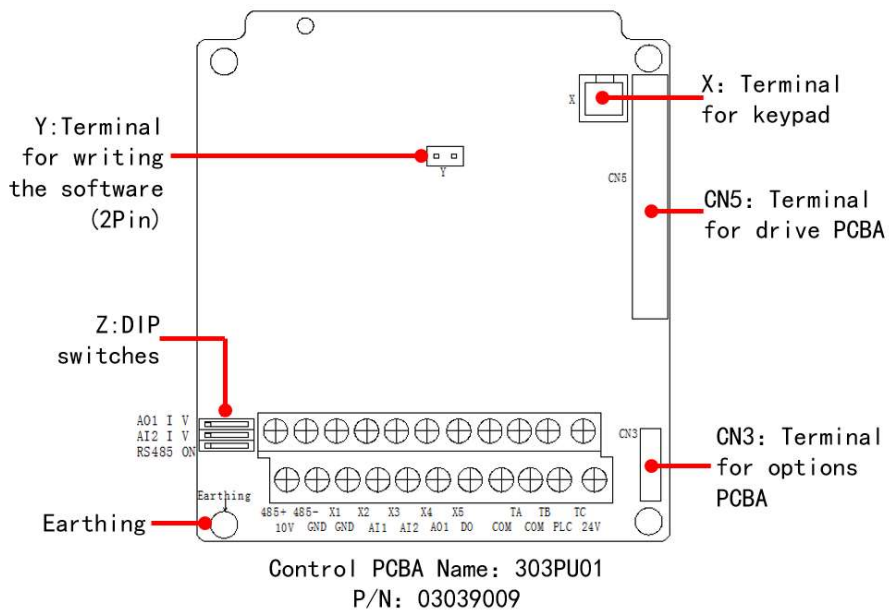 X: Terminal
for keypad
X
Y:Terminal
for writing
the software
(2Pin)
Y
CN5
CN5: Terminal
for drive PCBA
Z:DIP
switches
AO1 I V
AI2 I V
RS485 ON
CN3
CN3: Terminal
for options
PCBA
Earthing
Earthing
485+ 485- X1 X2 X3 X4 X5 TA TB TC
10V GND GND AI1 AI2 AO1 DO COM COM PLC 24V
Control PCBA Name: 303PU01
P/N: 03039009